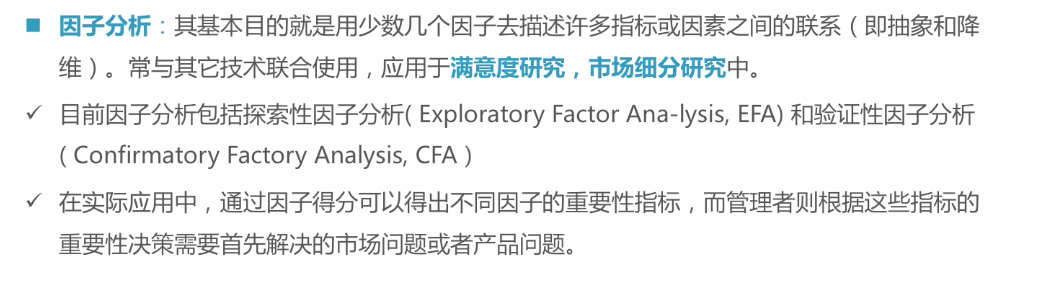 ■ 因子分析：其基本目的就是用少数几个因子去描述许多指标或因素之间的联系（即抽象和降
维）。常与其它技术联合使用，应用于满意度研究，市场细分研究中。
✓ 目前因子分析包括探索性因子分析( Exploratory Factor Ana-lysis, EFA) 和验证性因子分析
( Confirmatory Factory Analysis, CFA )
✓ 在实际应用中，通过因子得分可以得出不同因子的重要性指标，而管理者则根据这些指标的
重要性决策需要首先解决的市场问题或者产品问题。